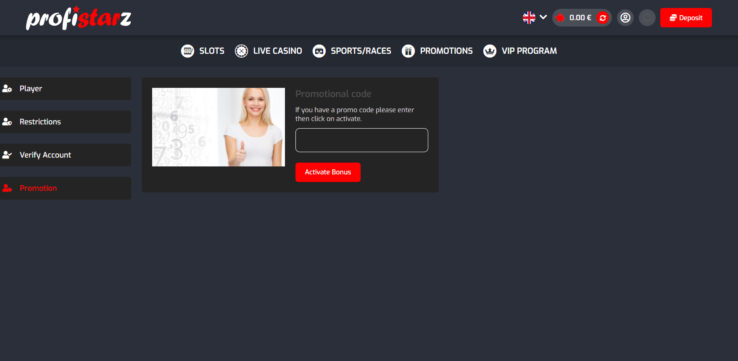 profistarz
0.00 €
Deposit
SLOTS
LIVE CASINO
SPORTS/RACES
PROMOTIONS
VIP PROGRAM
Player
Restrictions
Verify Account
Promotion
Promotional code
If you have a promo code please enter
then click on activate.
Activate Bonus